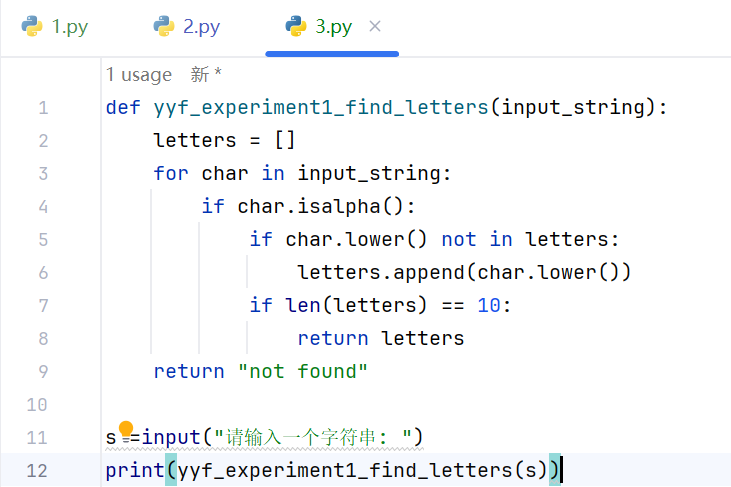 1.py 2.py 3.py
1 usage 新 *
1 def yyf_experiment1_find_letters(input_string):
2 letters = []
3 for char in input_string:
4 if char.isalpha():
5 if char.lower() not in letters:
6 letters.append(char.lower())
7 if len(letters) == 10:
8 return letters
9 return "not found"
10
11 s =input("请输入一个字符串: ")
12 print(yyf_experiment1_find_letters(s))